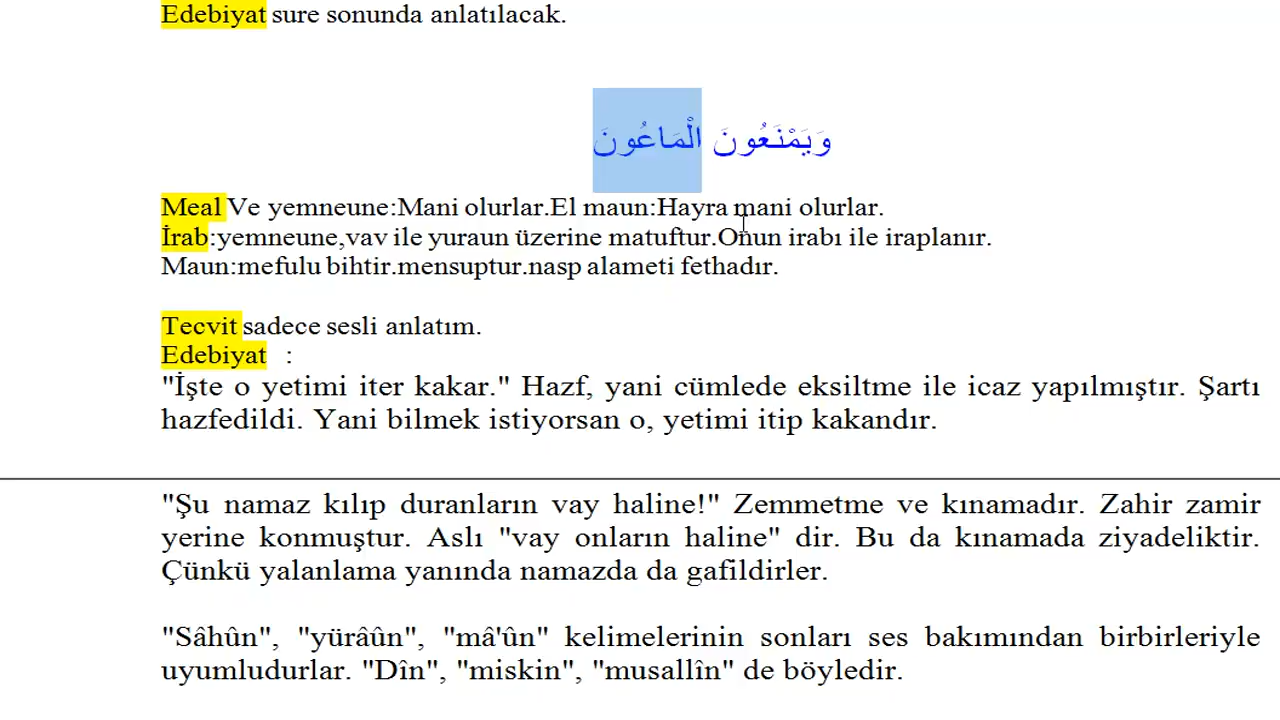 Edebiyat sure sonunda anlatılacak.
وَيَمْنَعُونَ الْمَاعُونَ
Meal Ve yemneune:Mani olurlar.El maun:Hayra mani olurlar.
İrab:yemneune,vav ile yuraun üzerine matuftur.Onun irabı ile iraplanır.
Maun:mefulu bihtir.mensuptur.nasp alameti fethadır.
Tecvit sadece sesli anlatım.
Edebiyat :
"İşte o yetimi iter kakar." Hazf, yani cümlede eksiltme ile icaz yapılmıştır. Şartı
hazfedildi. Yani bilmek istiyorsan o, yetimi itip kakandır.
"Şu namaz kılıp duranların vay haline!" Zemmetme ve kınamadır. Zahir zamir
yerine konmuştur. Aslı "vay onların haline" dir. Bu da kınamada ziyadeliktir.
Çünkü yalanlama yanında namazda da gafildirler.
"Sâhûn", "yürâûn", "mâ'ûn" kelimelerinin sonları ses bakımından birbirleriyle
uyumludurlar. "Dîn", "miskin", "musallîn" de böyledir.